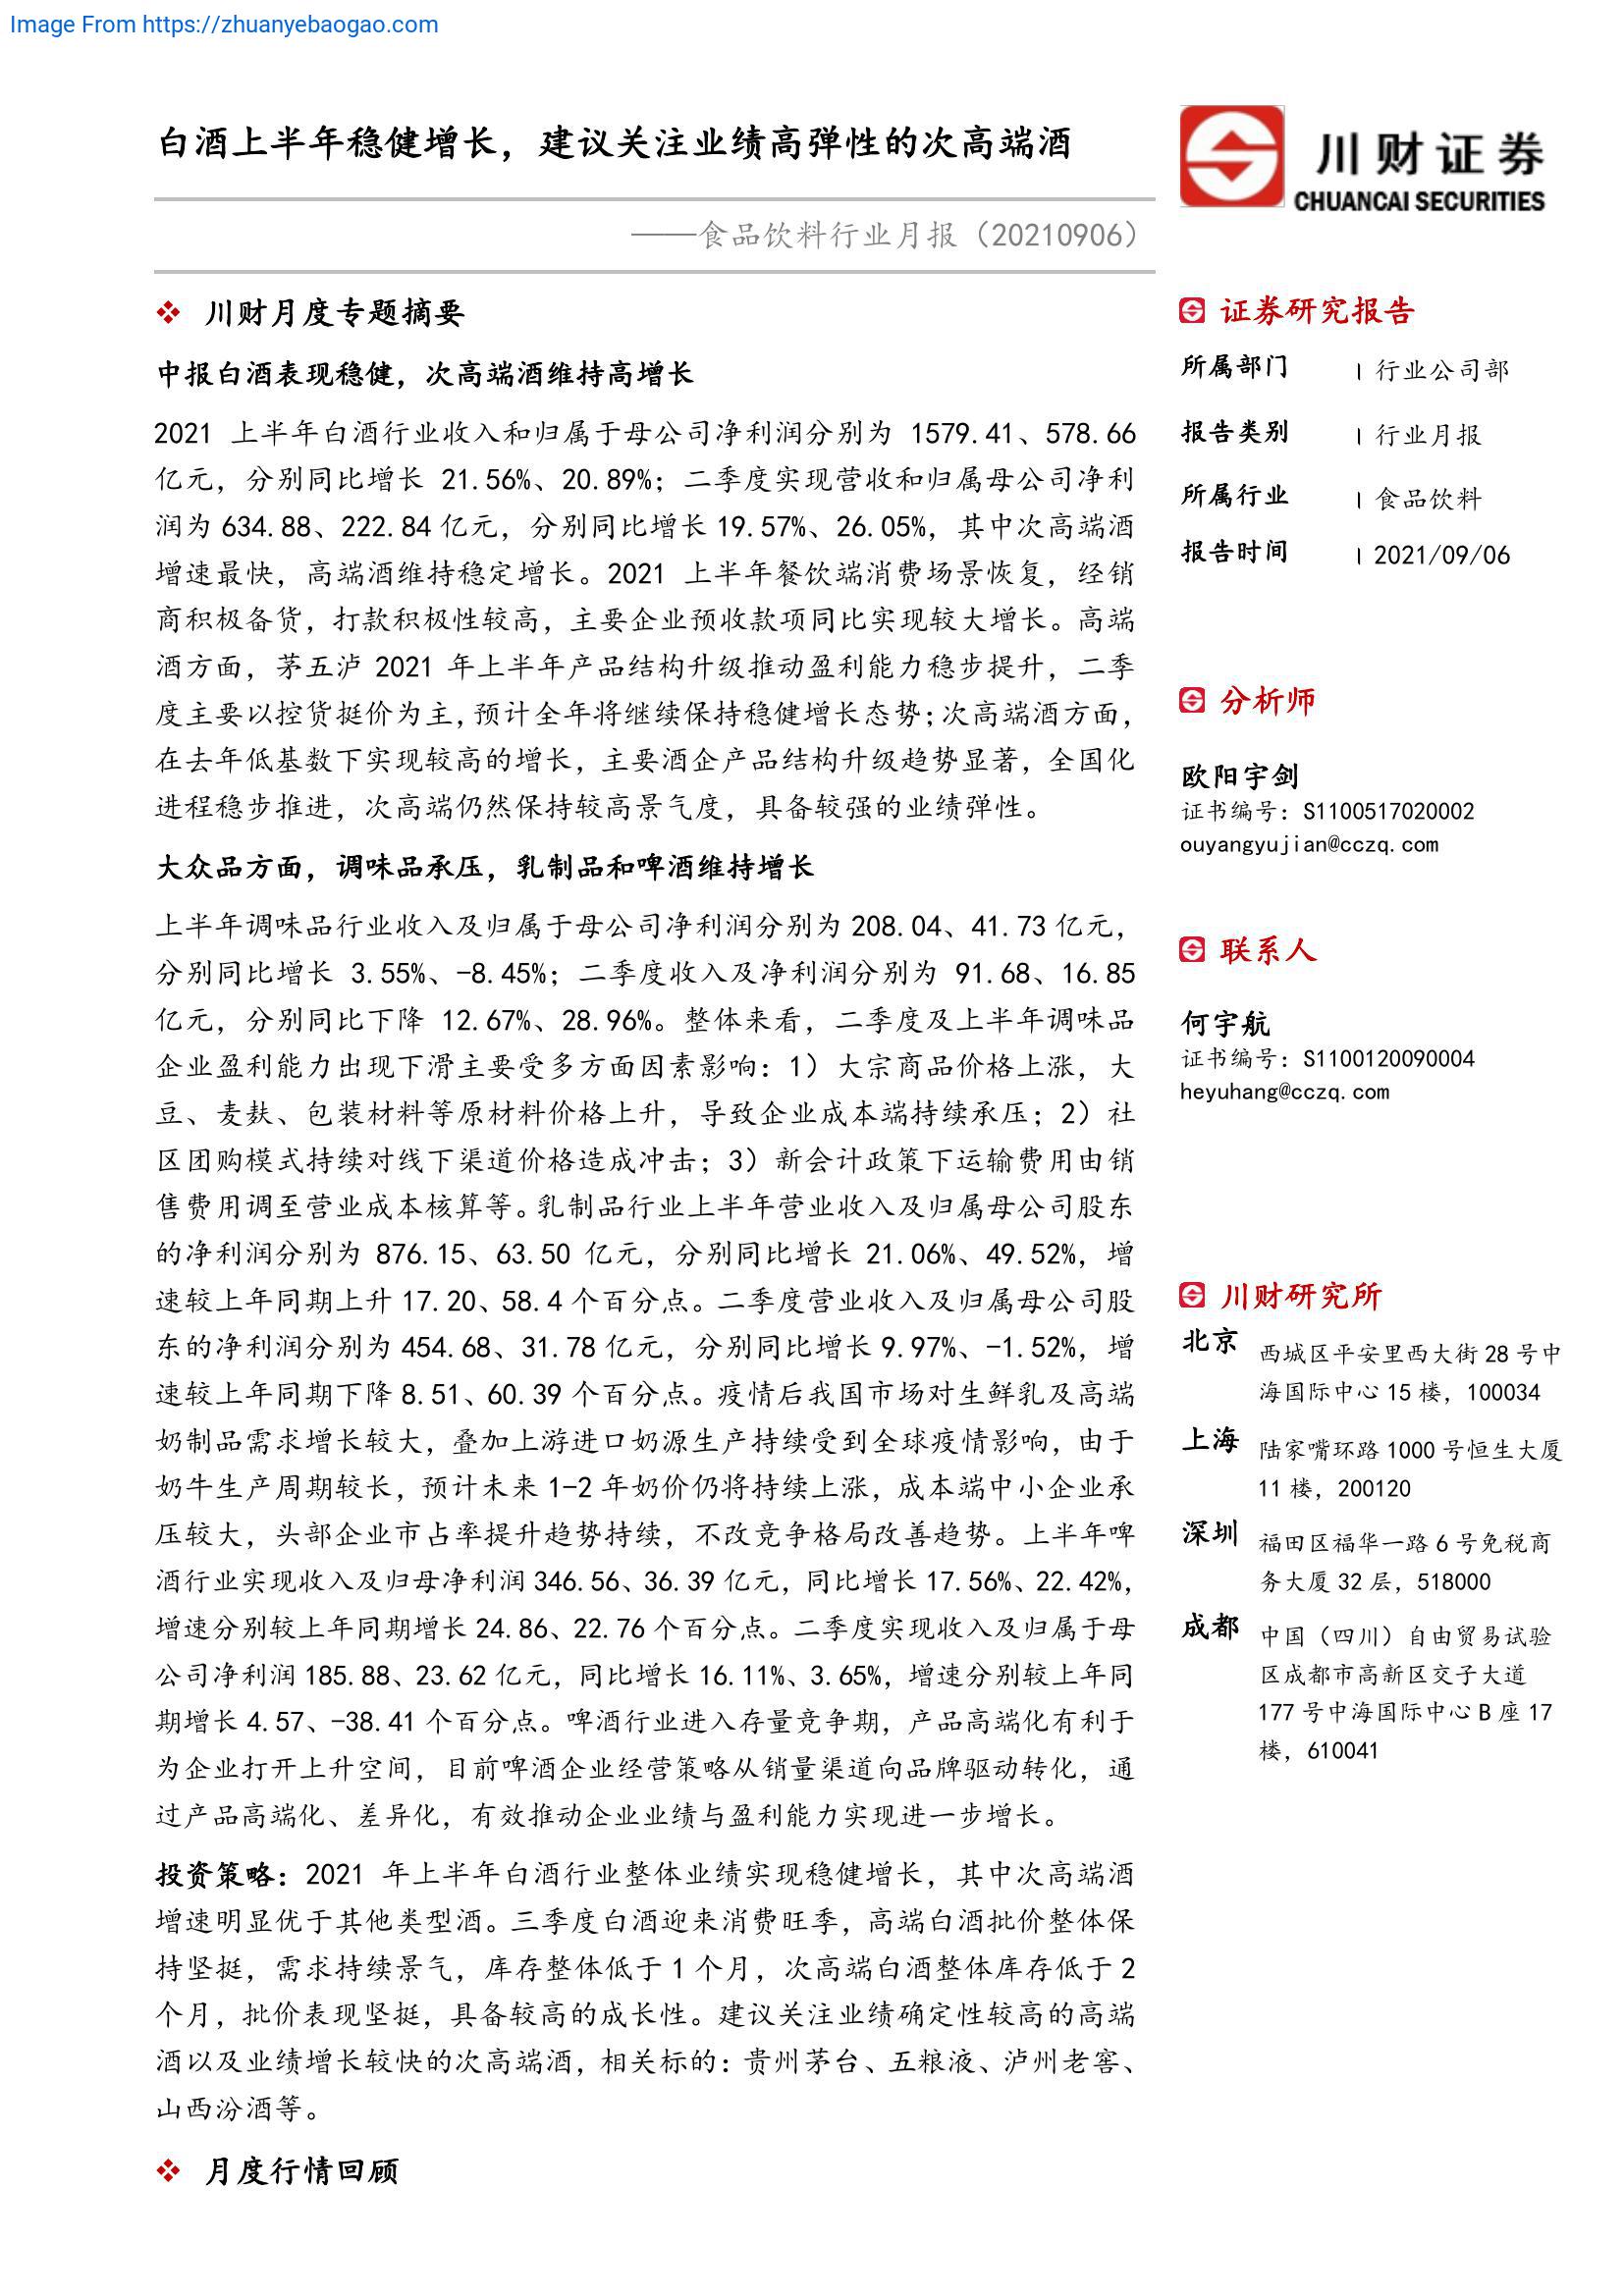 Image From https://zhuanyebaogao.com
白酒上半年稳健增长，建议关注业绩高弹性的次高端酒
——食品饮料行业月报（20210906）
川财证券
CHUANCAI SECURITIES
川财月度专题摘要
中报白酒表现稳健，次高端酒维持高增长
2021 上半年白酒行业收入和归属于母公司净利润分别为 1579.41、578.66
亿元，分别同比增长 21.56%、20.89%；二季度实现营收和归属母公司净利
润为 634.88、222.84 亿元，分别同比增长 19.57%、26.05%，其中次高端酒
增速最快，高端酒维持稳定增长。2021 上半年餐饮端消费场景恢复，经销
商积极备货，打款积极性较高，主要企业预收款项同比实现较大增长。高端
酒方面，茅五泸 2021 年上半年产品结构升级推动盈利能力稳步提升，二季
度主要以控货挺价为主，预计全年将继续保持稳健增长态势；次高端酒方面，
在去年低基数下实现较高的增长，主要酒企产品结构升级趋势显著，全国化
进程稳步推进，次高端仍然保持较高景气度，具备较强的业绩弹性。
大众品方面，调味品承压，乳制品和啤酒维持增长
上半年调味品行业收入及归属于母公司净利润分别为 208.04、41.73 亿元，
分别同比增长 3.55%、-8.45%；二季度收入及净利润分别为 91.68、16.85
亿元，分别同比下降 12.67%、28.96%。整体来看，二季度及上半年调味品
企业盈利能力出现下滑主要受多方面因素影响：1）大宗商品价格上涨，大
豆、麦麸、包装材料等原材料价格上升，导致企业成本端持续承压；2）社
区团购模式持续对线下渠道价格造成冲击；3）新会计政策下运输费用由销
售费用调至营业成本核算等。乳制品行业上半年营业收入及归属母公司股东
的净利润分别为 876.15、63.50 亿元，分别同比增长 21.06%、49.52%，增
速较上年同期上升 17.20、58.4 个百分点。二季度营业收入及归属母公司股
东的净利润分别为 454.68、31.78 亿元，分别同比增长 9.97%、-1.52%，增
速较上年同期下降 8.51、60.39 个百分点。疫情后我国市场对生鲜乳及高端
奶制品需求增长较大，叠加上游进口奶源生产持续受到全球疫情影响，由于
奶牛生产周期较长，预计未来 1-2 年奶价仍将持续上涨，成本端中小企业承
压较大，头部企业市占率提升趋势持续，不改竞争格局改善趋势。上半年啤
酒行业实现收入及归母净利润 346.56、36.39 亿元，同比增长 17.56%、22.42%，
增速分别较上年同期增长 24.86、22.76 个百分点。二季度实现收入及归属于母
公司净利润 185.88、23.62 亿元，同比增长 16.11%、3.65%，增速分别较上年同
期增长 4.57、-38.41 个百分点。啤酒行业进入存量竞争期，产品高端化有利于
为企业打开上升空间，目前啤酒企业经营策略从销量渠道向品牌驱动转化，通
过产品高端化、差异化，有效推动企业业绩与盈利能力实现进一步增长。
投资策略：2021 年上半年白酒行业整体业绩实现稳健增长，其中次高端酒
增速明显优于其他类型酒。三季度白酒迎来消费旺季，高端白酒批价整体保
持坚挺，需求持续景气，库存整体低于 1 个月，次高端白酒整体库存低于 2
个月，批价表现坚挺，具备较高的成长性。建议关注业绩确定性较高的高端
酒以及业绩增长较快的次高端酒，相关标的：贵州茅台、五粮液、泸州老窖、
山西汾酒等。
月度行情回顾
证券研究报告
所属部门 | 行业公司部
报告类别 | 行业月报
所属行业 | 食品饮料
报告时间 | 2021/09/06
分析师
欧阳宇剑
证书编号：S1100517020002
ouyangyujian@cczq.com
联系人
何宇航
证书编号：S1100120090004
heyuhang@cczq.com
川财研究所
北京 西城区平安里西大街 28 号中
海国际中心 15 楼，100034
上海 陆家嘴环路 1000 号恒生大厦
11 楼，200120
深圳 福田区福华一路 6 号免税商
务大厦 32 层，518000
成都 中国（四川）自由贸易试验
区成都市高新区交子大道
177 号中海国际中心 B 座 17
楼，610041